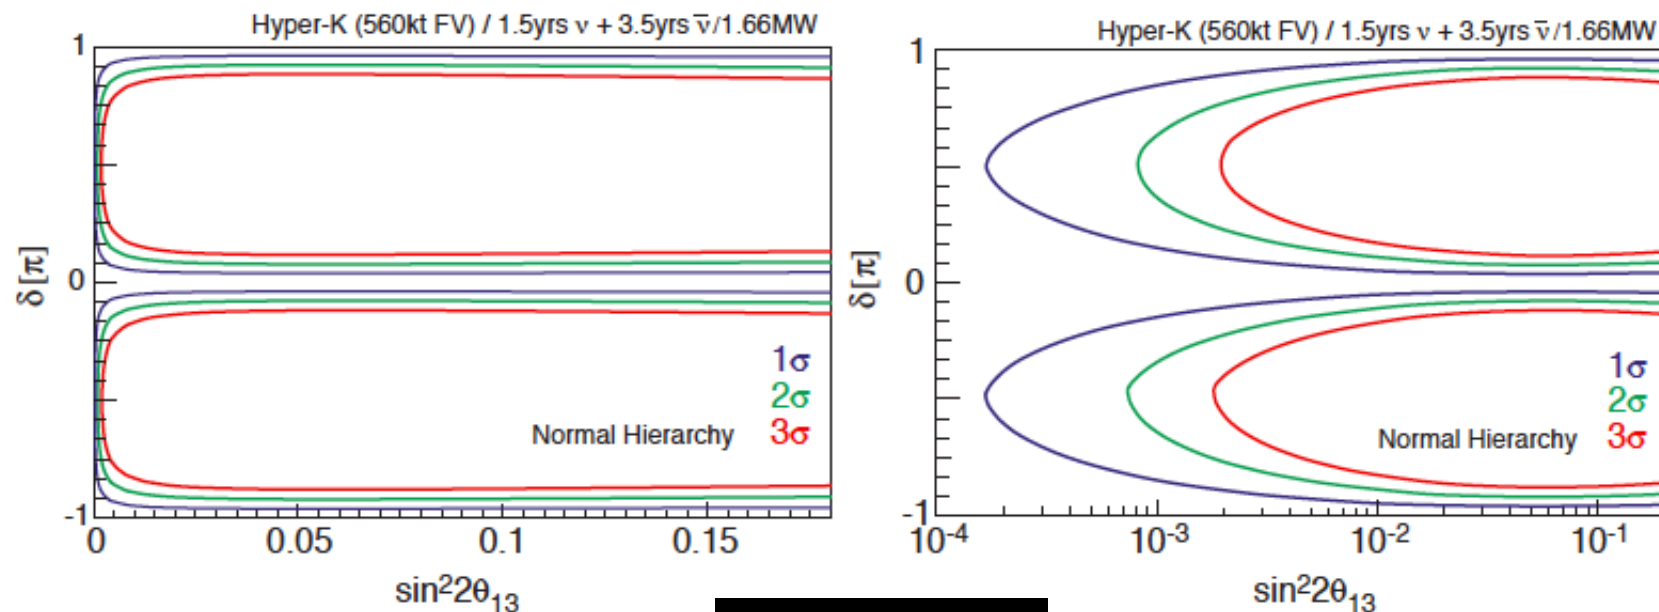 Hyper-K (560kt FV) / 1.5yrs ν + 3.5yrs ν̅/1.66MW
1
δ[π]
0
-1
1σ
2σ
Normal Hierarchy 3σ
0 0.05 0.1 0.15
sin²2θ₁₃
Hyper-K (560kt FV) / 1.5yrs ν + 3.5yrs ν̅/1.66MW
1
δ[π]
0
-1
1σ
2σ
Normal Hierarchy 3σ
10⁻⁴ 10⁻³ 10⁻² 10⁻¹
sin²2θ₁₃